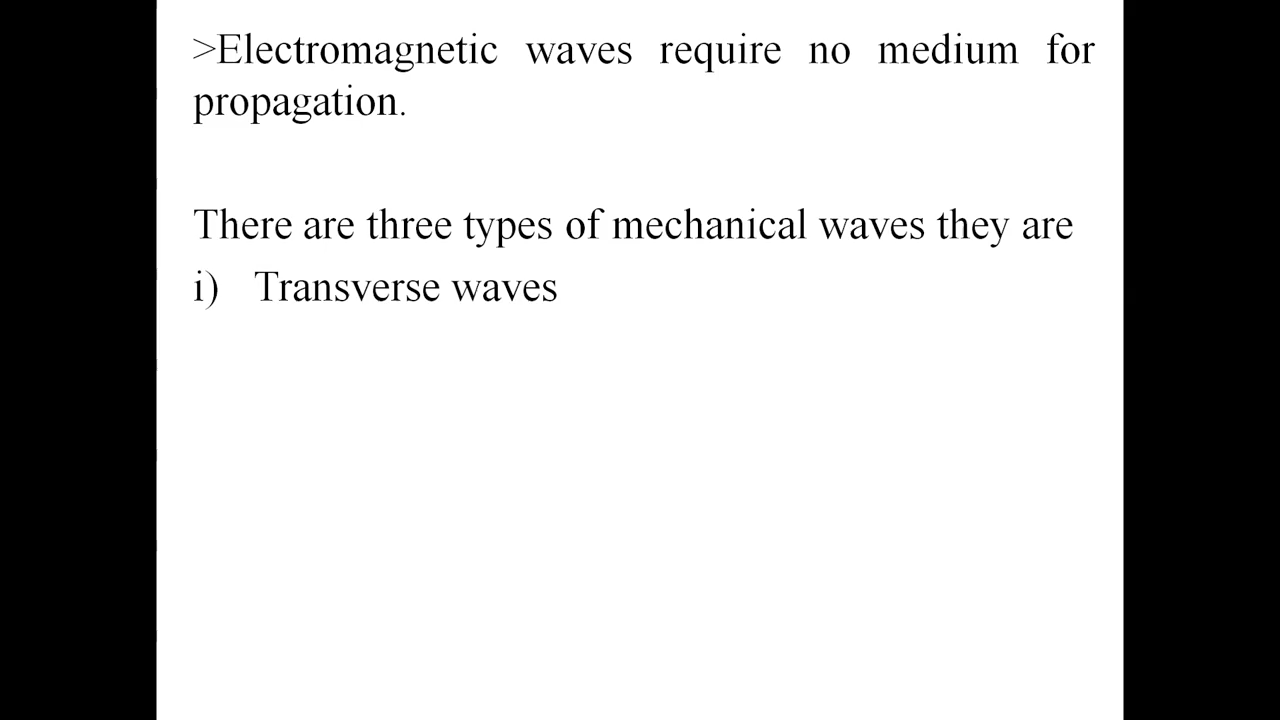 >Electromagnetic waves require no medium for
propagation.
There are three types of mechanical waves they are
i) Transverse waves